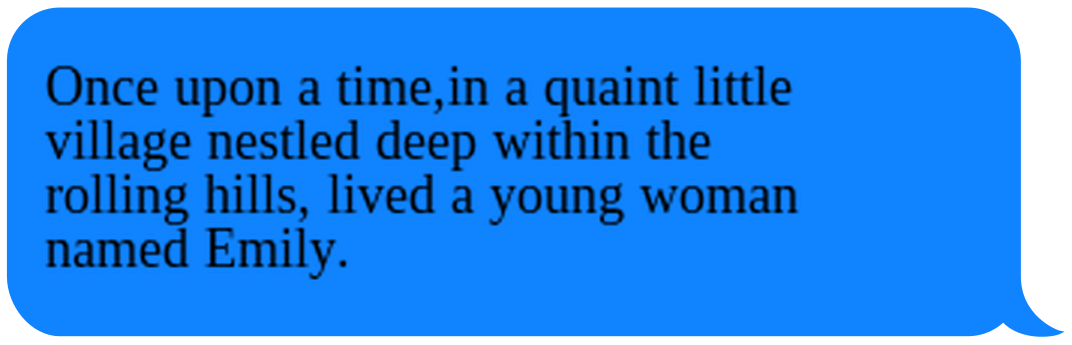 Once upon a time,in a quaint little
village nestled deep within the
rolling hills, lived a young woman
named Emily.